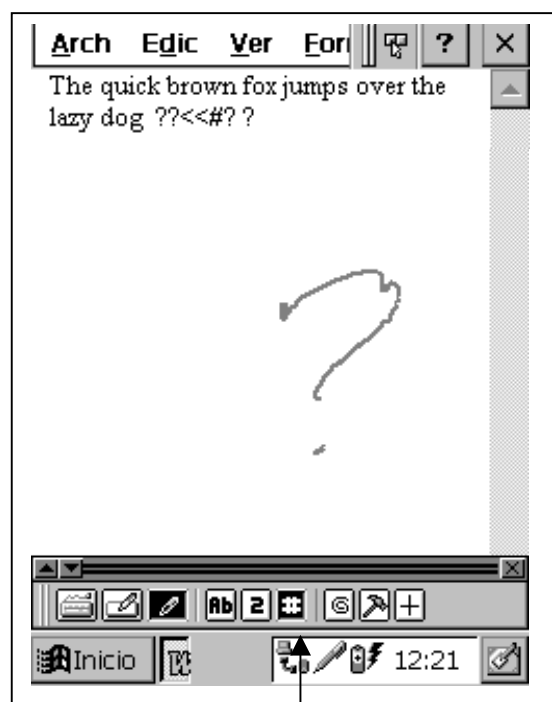 Arch Edic Ver For ?
The quick brown fox jumps over the
lazy dog ??<<#? ?
?
Ab 2 #
Inicio W 12:21